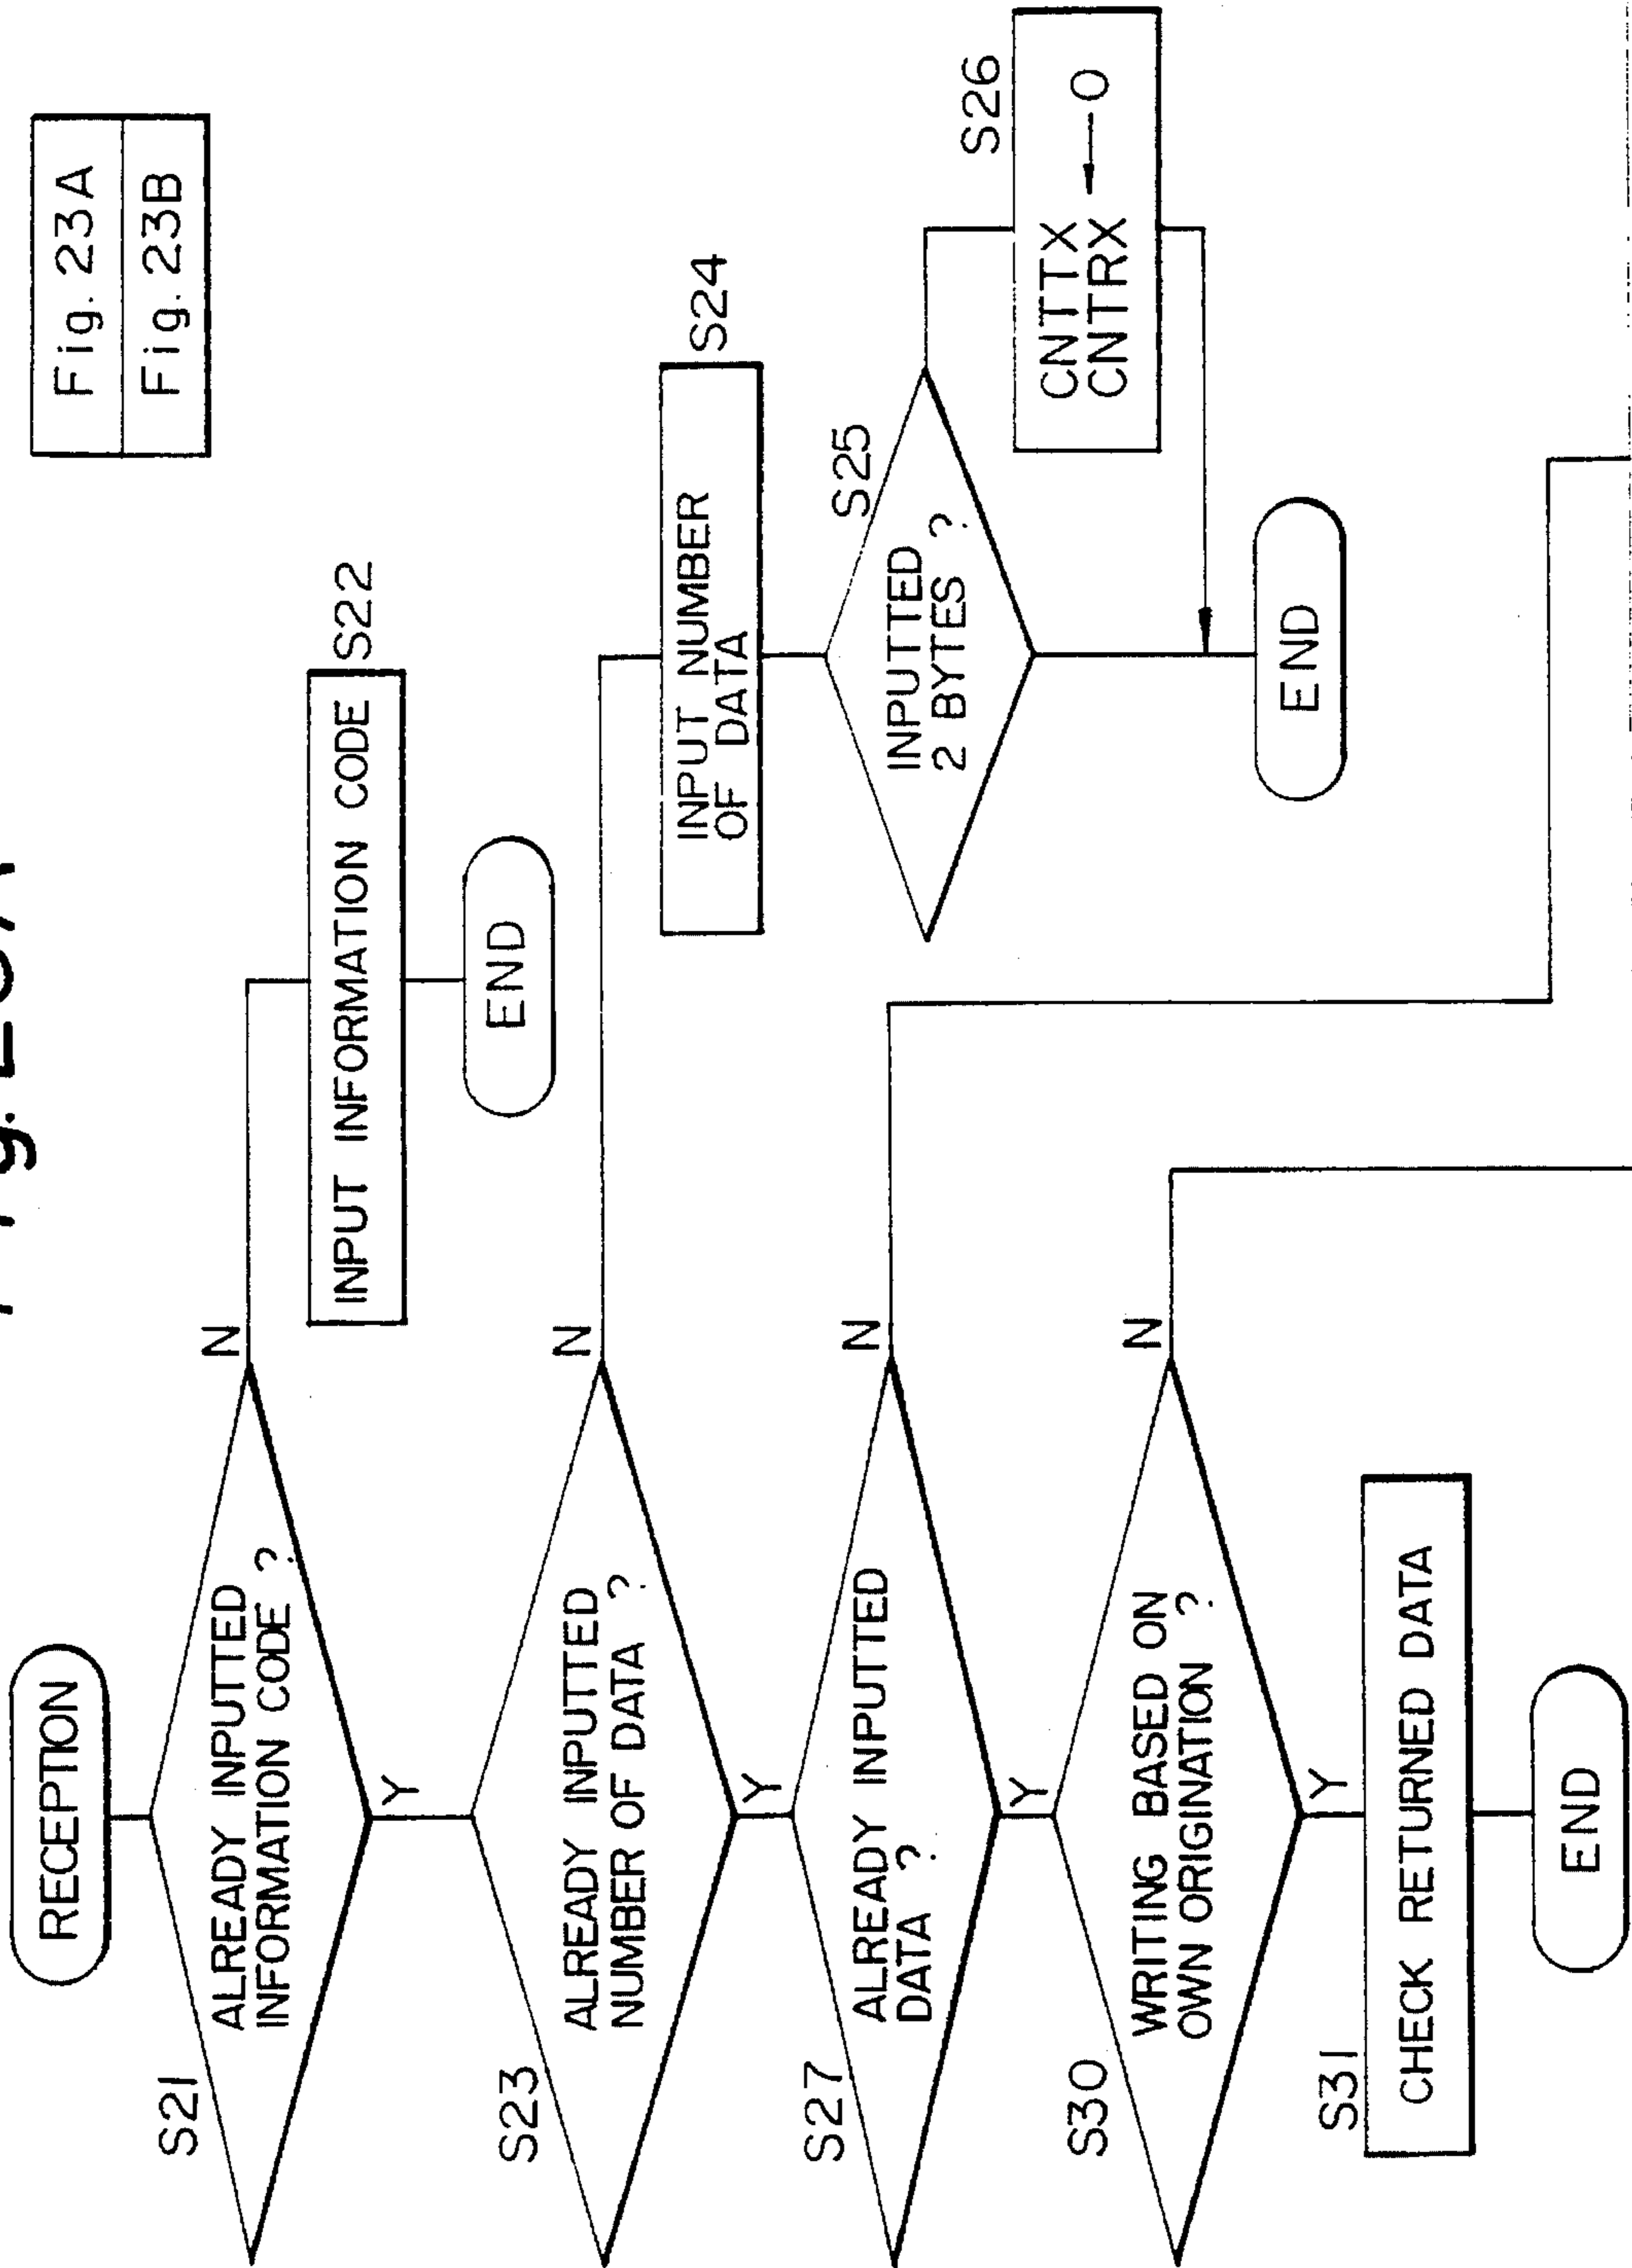 Fig. 23A
Fig. 23A
Fig. 23B
RECEPTION
S21
ALREADY INPUTTED
INFORMATION CODE ?
N
Y
INPUT INFORMATION CODE
S22
END
S23
ALREADY INPUTTED
NUMBER OF DATA ?
N
Y
INPUT NUMBER
OF DATA
S24
S25
INPUTTED
2 BYTES ?
S26
CNTTX
CNTRX ← 0
END
S27
ALREADY INPUTTED
DATA ?
N
Y
S30
WRITING BASED ON
OWN ORIGINATION ?
N
Y
S31
CHECK RETURNED DATA
END